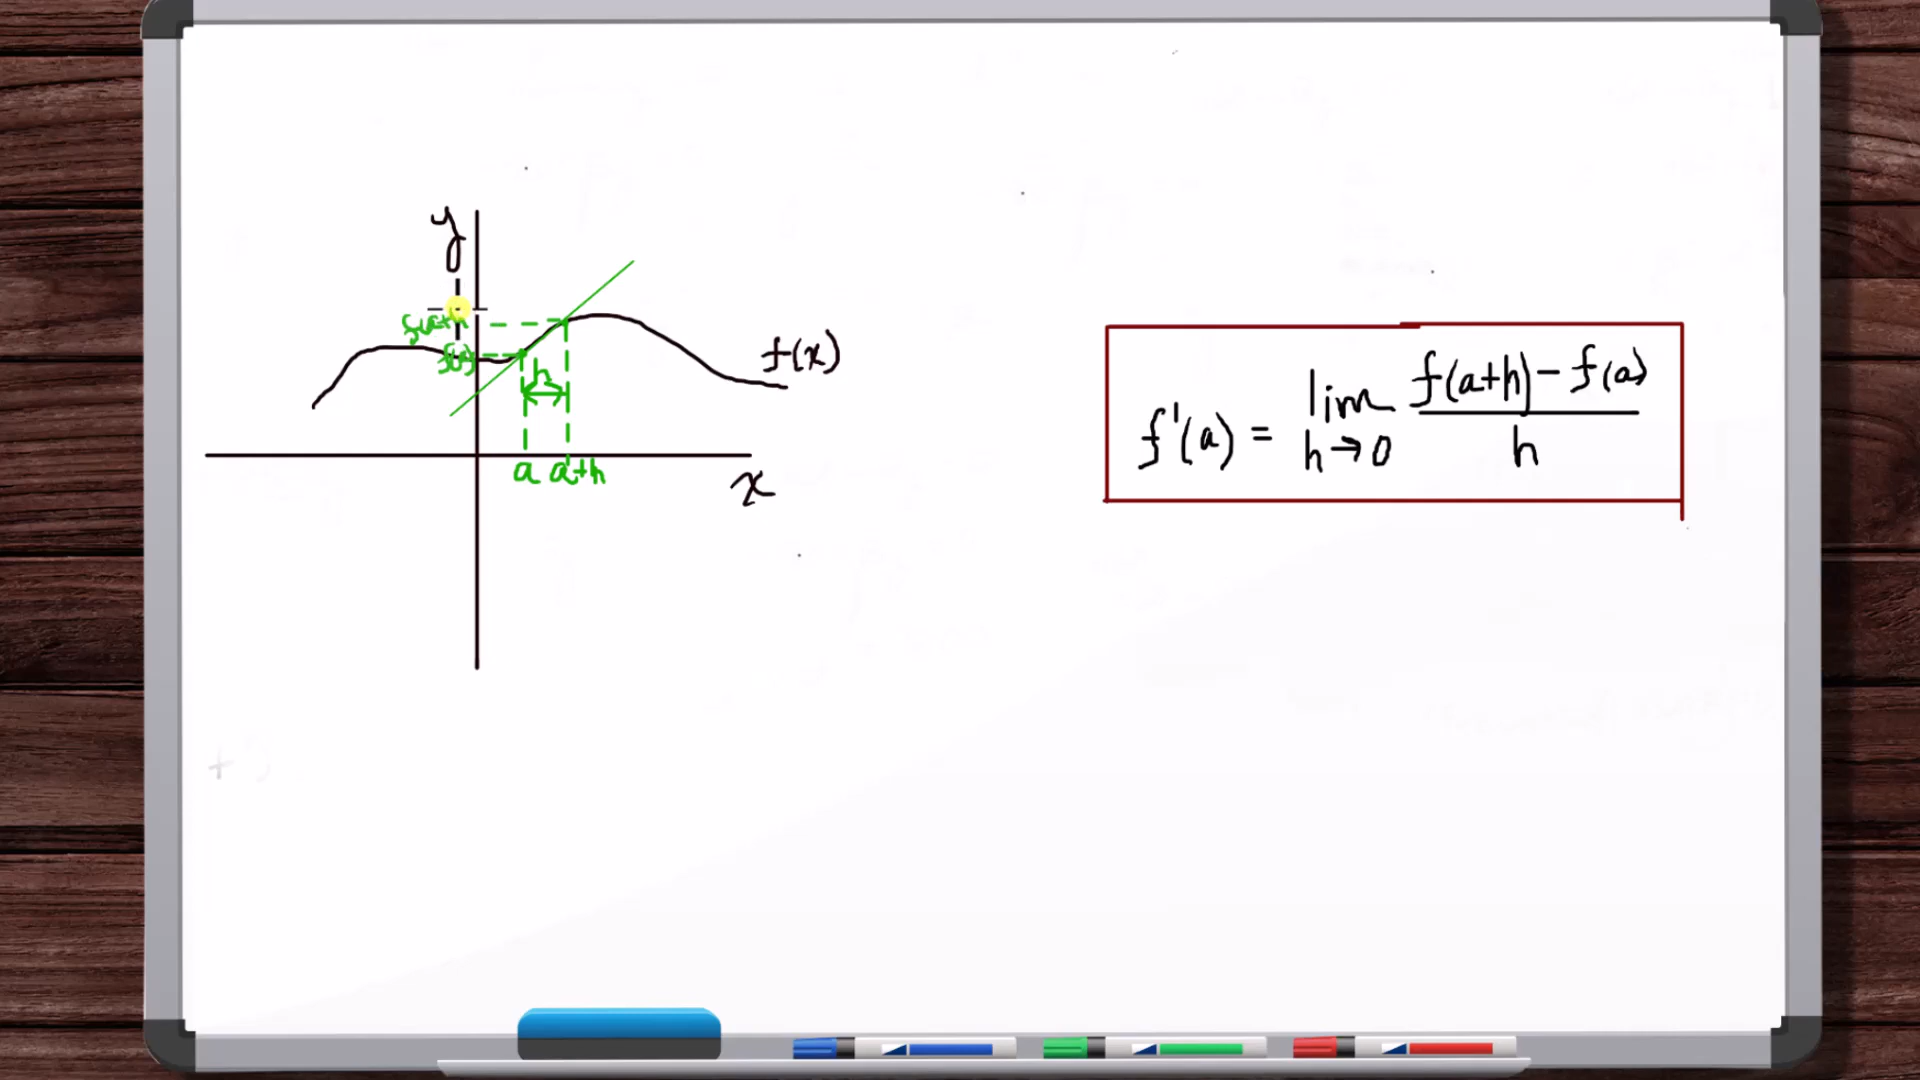 y
f(a+h)
f(a)
h
f(x)
a a+h
x
f'(a) = lim h→0 f(a+h) - f(a) / h